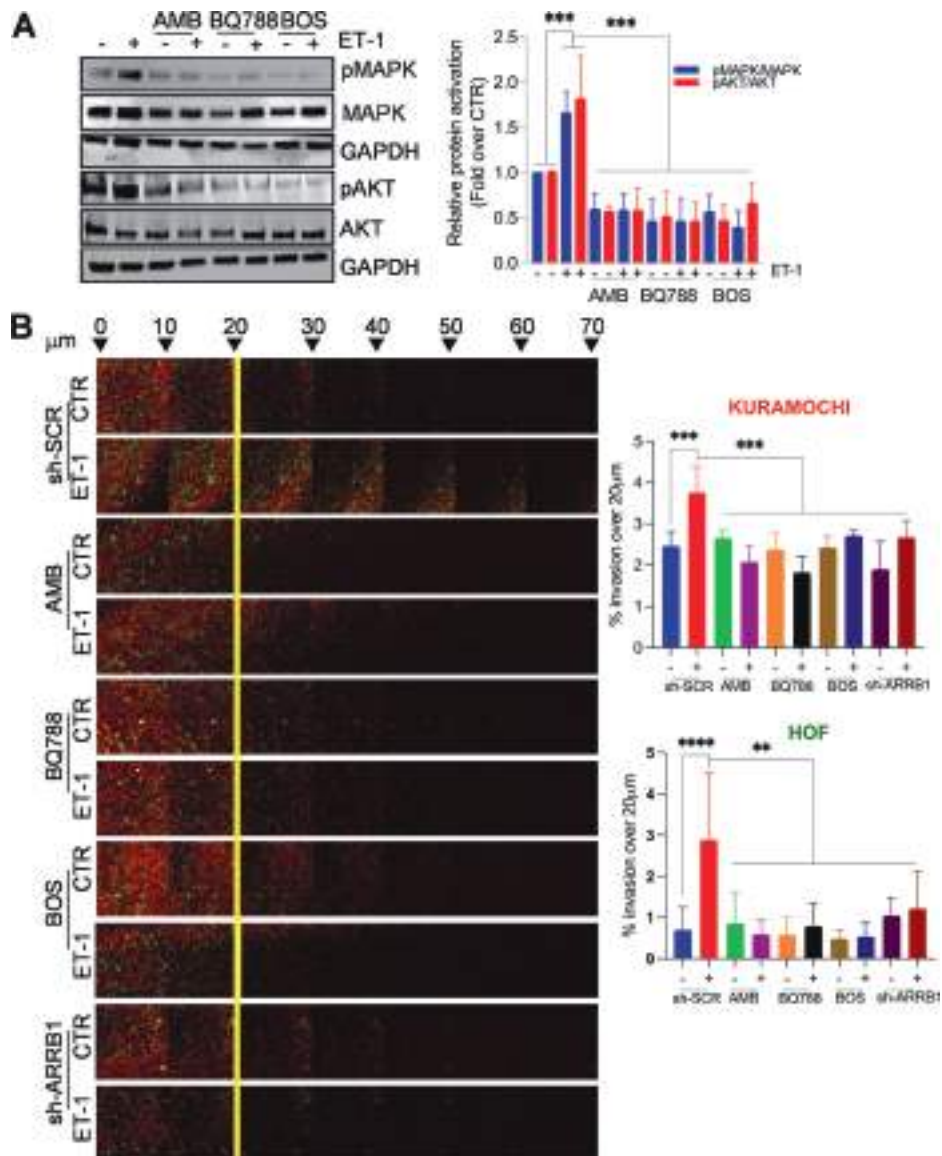 A
AMB BQ788 BOS
- + - + - + - + ET-1
pMAPK
MAPK
GAPDH
pAKT
AKT
GAPDH
Relative protein activation
(Fold over CTR)
2.5
2.0
1.5
1.0
0.5
0.0
*** ***
pMAPK/MAPK
pAKT/AKT
- - + + - - + + - - + + - - + + ET-1
AMB BQ788 BOS
B
μm
0 10 20 30 40 50 60 70
sh-SCR
CTR
ET-1
AMB
CTR
ET-1
BQ788
CTR
ET-1
BOS
CTR
ET-1
sh-ARRB1
CTR
ET-1
KURAMOCHI
% invasion over 20μm
5
4
3
2
1
0
*** ***
- + - + - + - + - +
sh-SCR AMB BQ788 BOS sh-ARRB1
HOF
% invasion over 20μm
5
4
3
2
1
0
**** **
- + - + - + - + - +
sh-SCR AMB BQ788 BOS sh-ARRB1